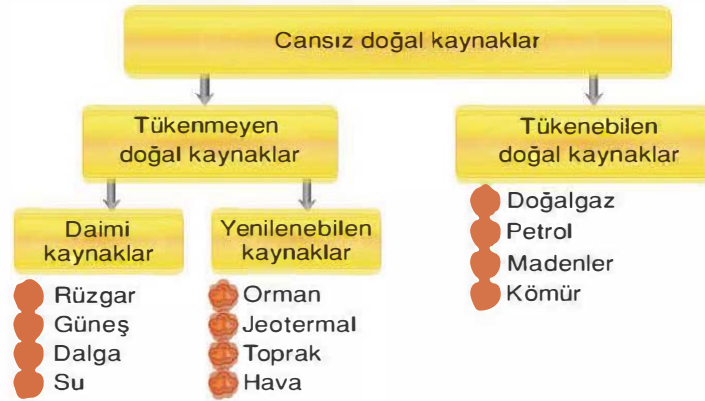 Cansız doğal kaynaklar
Tükenmeyen
doğal kaynaklar
Tükenebilen
doğal kaynaklar
Daimi
kaynaklar
Rüzgar
Güneş
Dalga
Su
Yenilenebilen
kaynaklar
Orman
Jeotermal
Toprak
Hava
Doğalgaz
Petrol
Madenler
Kömür